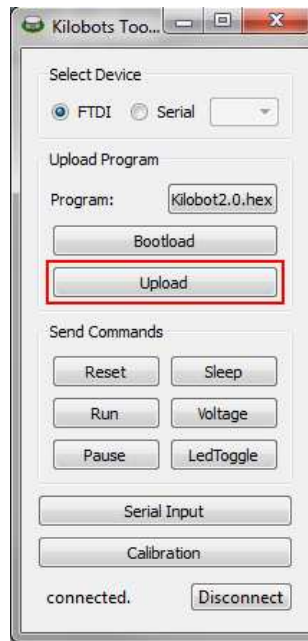 Kilobots Too...
Select Device
FTDI Serial
Upload Program
Program: Kilobot2.0.hex
Bootload
Upload
Send Commands
Reset Sleep
Run Voltage
Pause LedToggle
Serial Input
Calibration
connected. Disconnect